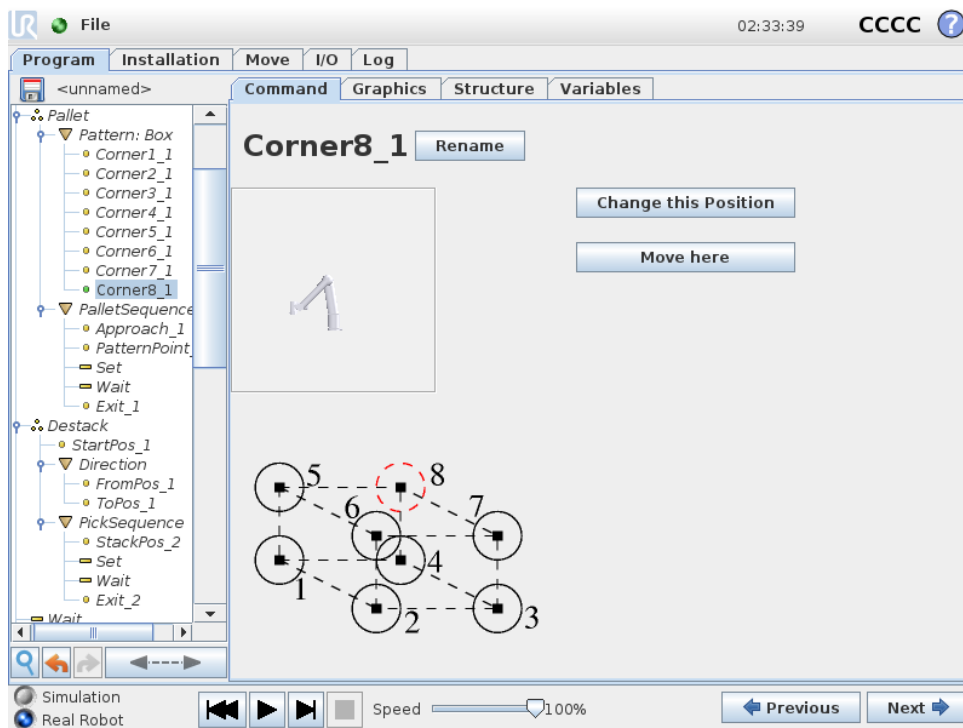 UR File 02:33:39 CCCC ?
Program Installation Move I/O Log
<unnamed> Command Graphics Structure Variables
Pallet
Pattern: Box
Corner1_1
Corner2_1
Corner3_1
Corner4_1
Corner5_1
Corner6_1
Corner7_1
Corner8_1
PalletSequence
Approach_1
PatternPoint_
Set
Wait
Exit_1
Destack
StartPos_1
Direction
FromPos_1
ToPos_1
PickSequence
StackPos_2
Set
Wait
Exit_2
Wait
Corner8_1 Rename
Change this Position
Move here
5 8
6 7
1 4
2 3
Simulation
Real Robot
Speed 100%
Previous Next